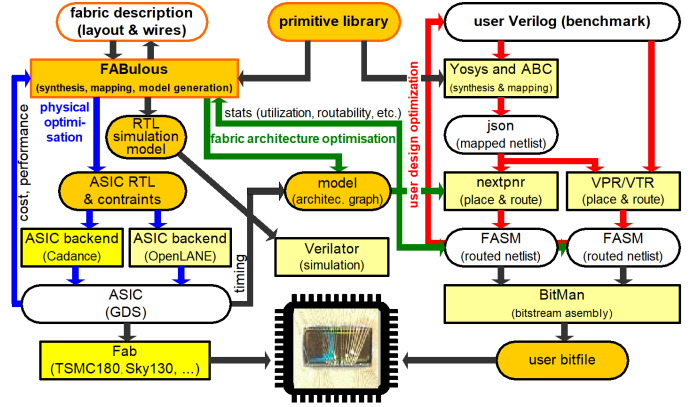 fabric description
(layout & wires)
primitive library
user Verilog (benchmark)
FABulous
(synthesis, mapping, model generation)
Yosys and ABC
(synthesis & mapping)
physical
optimi-
sation
cost, performance
RTL
simulation
model
stats (utilization, routability, etc.)
fabric architecture optimisation
user design optimization
json
(mapped netlist)
ASIC RTL
& contraints
model
(architec. graph)
nextpnr
(place & route)
VPR/VTR
(place & route)
ASIC backend
(Cadance)
ASIC backend
(OpenLANE)
Verilator
(simulation)
FASM
(routed netlist)
FASM
(routed netlist)
timing
ASIC
(GDS)
BitMan
(bitstream asembly)
Fab
(TSMC180, Sky130, ...)
user bitfile